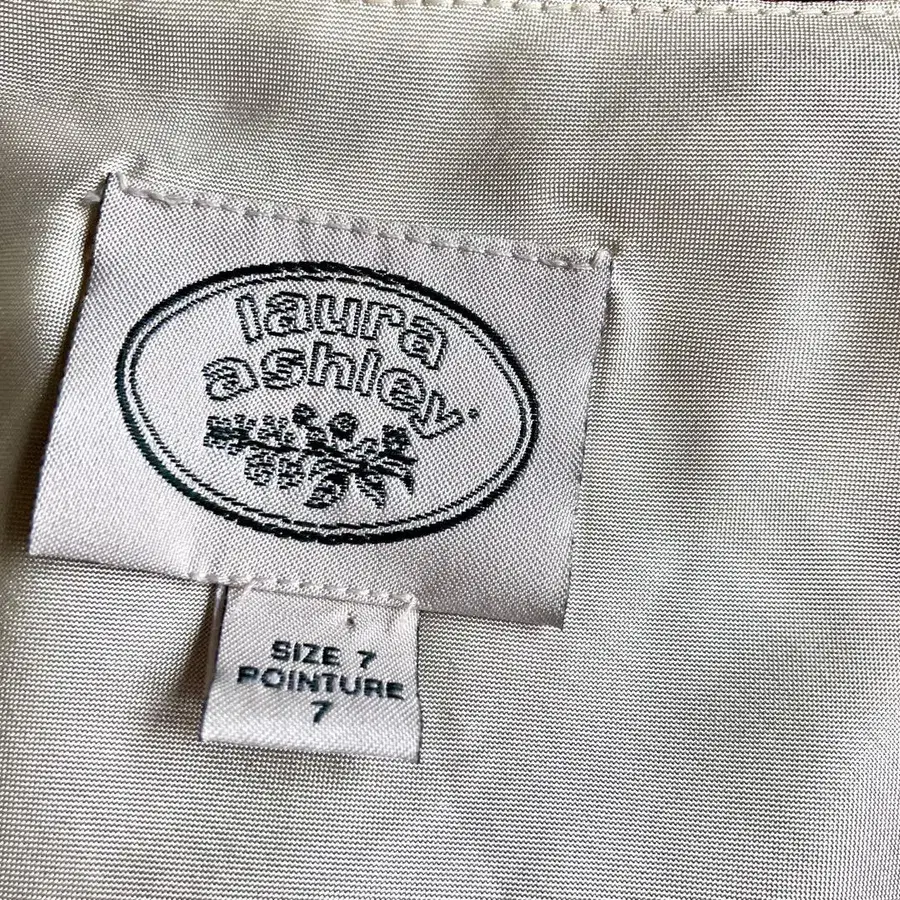 laura
ashley
SIZE 7
POINTURE
7